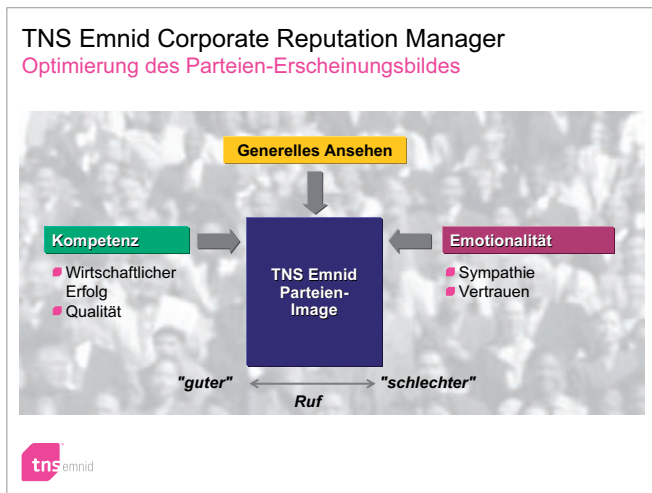 TNS Emnid Corporate Reputation Manager
Optimierung des Parteien-Erscheinungsbildes
Generelles Ansehen
Kompetenz
Wirtschaftlicher
Erfolg
Qualität
TNS Emnid
Parteien-
Image
Emotionalität
Sympathie
Vertrauen
"guter"
"schlechter"
Ruf
tns emnid